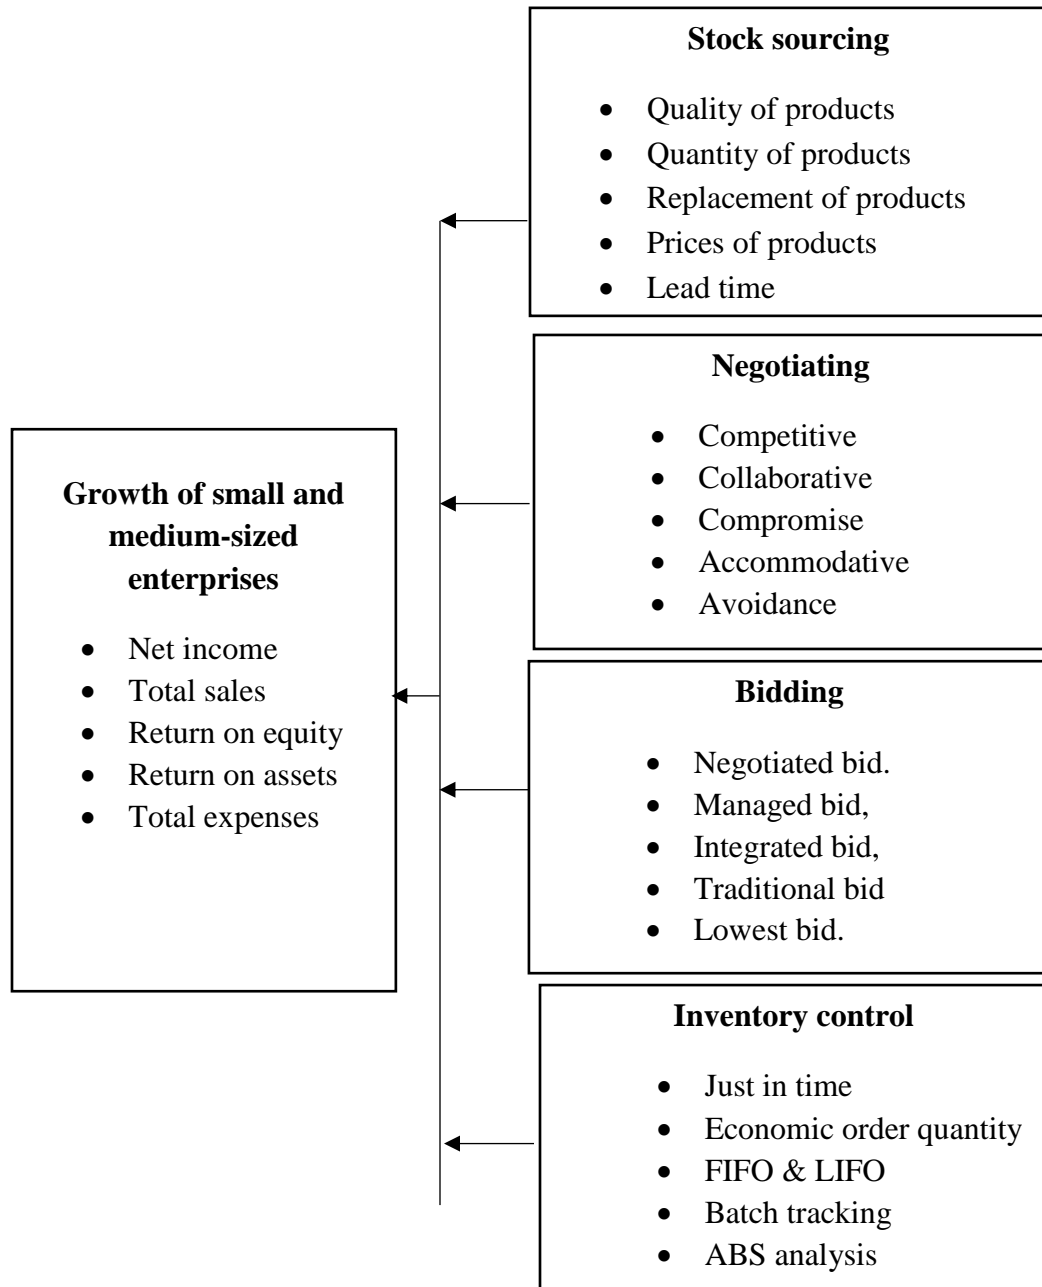 Stock sourcing
• Quality of products
• Quantity of products
• Replacement of products
• Prices of products
• Lead time
Negotiating
• Competitive
• Collaborative
• Compromise
• Accommodative
• Avoidance
Growth of small and
medium-sized
enterprises
• Net income
• Total sales
• Return on equity
• Return on assets
• Total expenses
Bidding
• Negotiated bid.
• Managed bid,
• Integrated bid,
• Traditional bid
• Lowest bid.
Inventory control
• Just in time
• Economic order quantity
• FIFO & LIFO
• Batch tracking
• ABS analysis